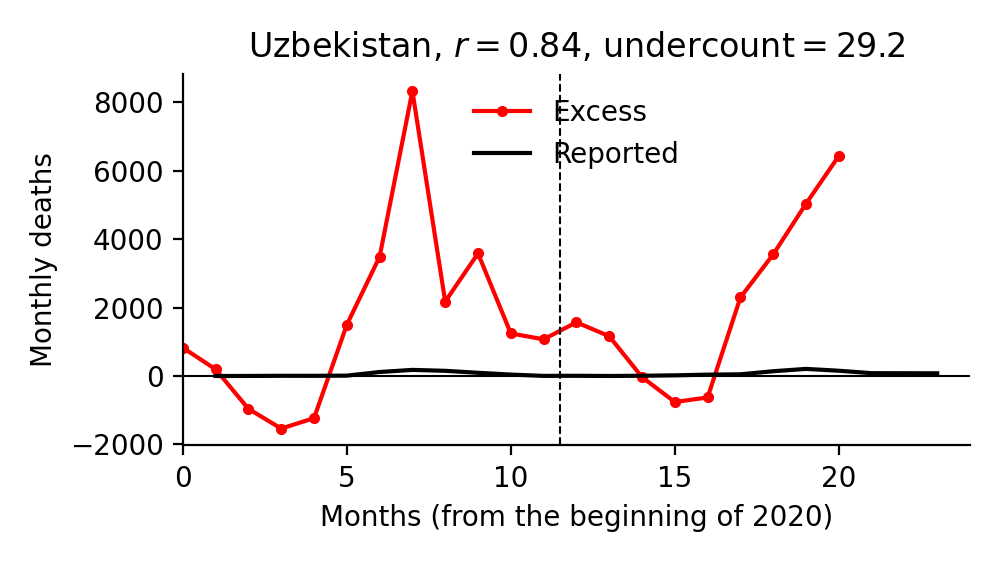 Uzbekistan, r = 0.84, undercount = 29.2
Monthly deaths
8000
6000
4000
2000
0
−2000
Excess
Reported
0 5 10 15 20
Months (from the beginning of 2020)